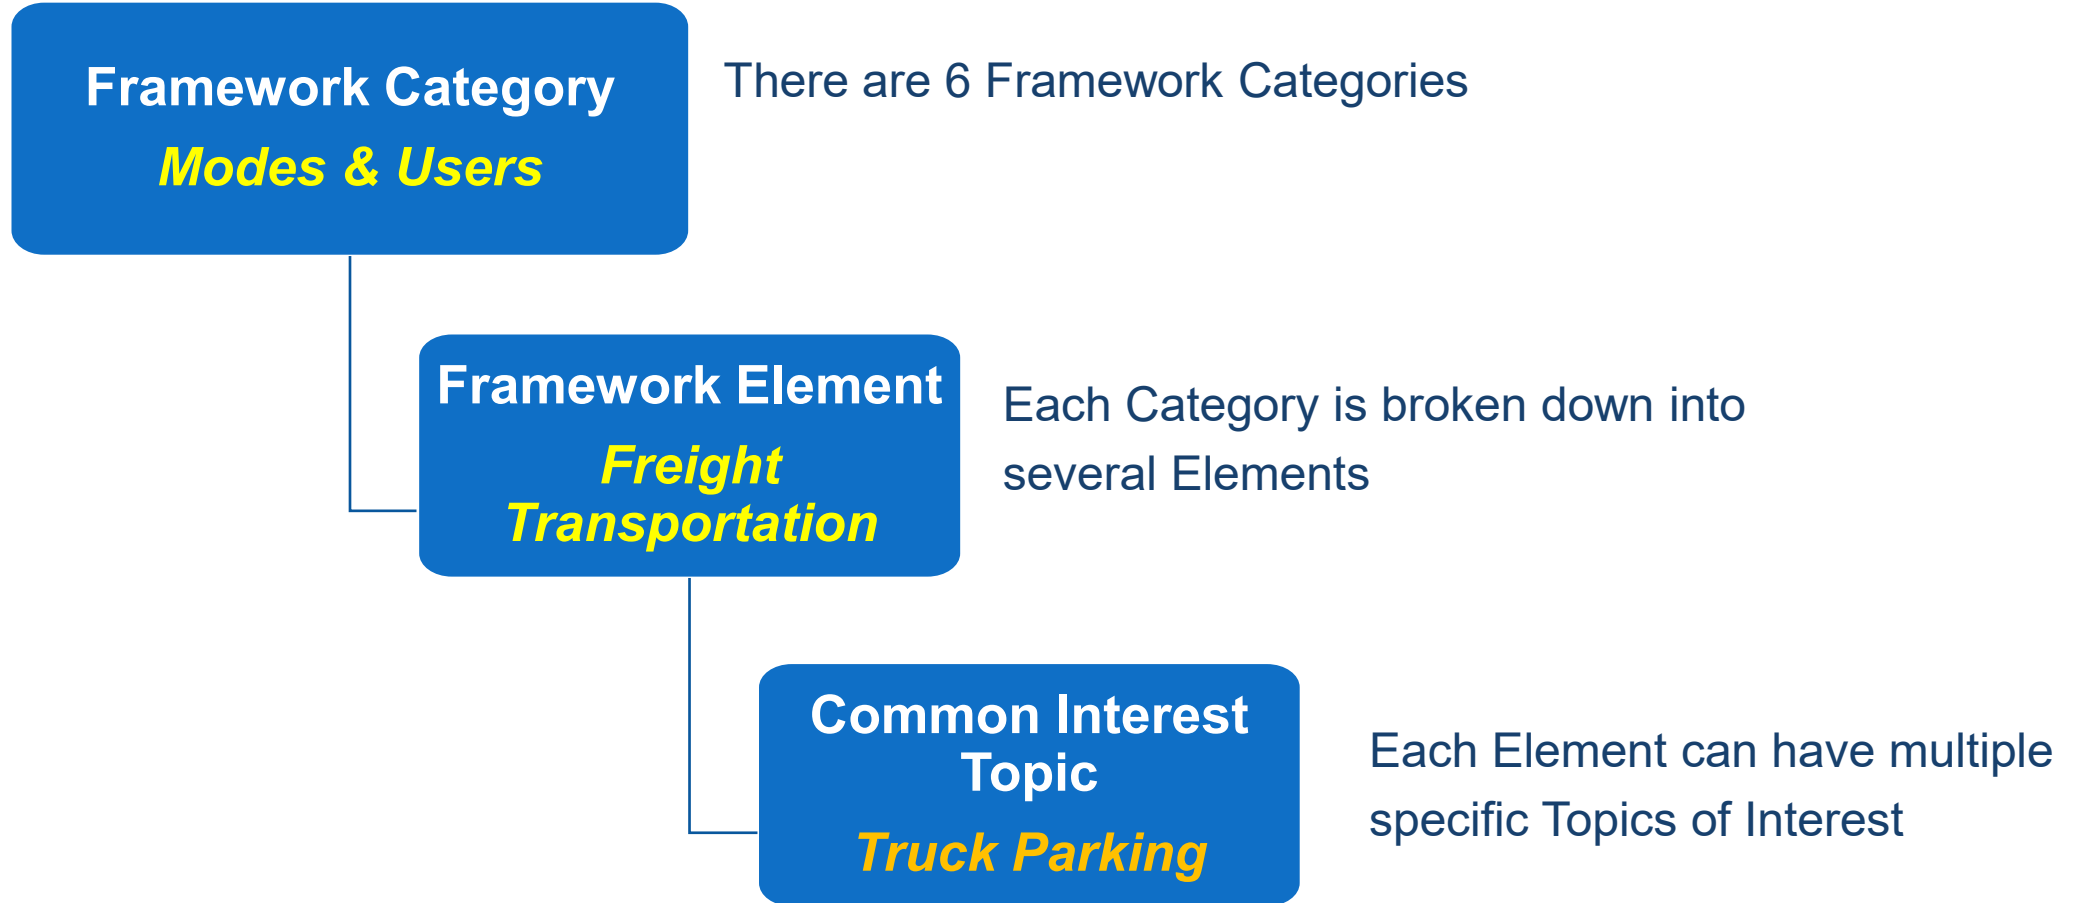 Framework Category
Modes & Users
There are 6 Framework Categories
Framework Element
Freight
Transportation
Each Category is broken down into
several Elements
Common Interest
Topic
Truck Parking
Each Element can have multiple
specific Topics of Interest